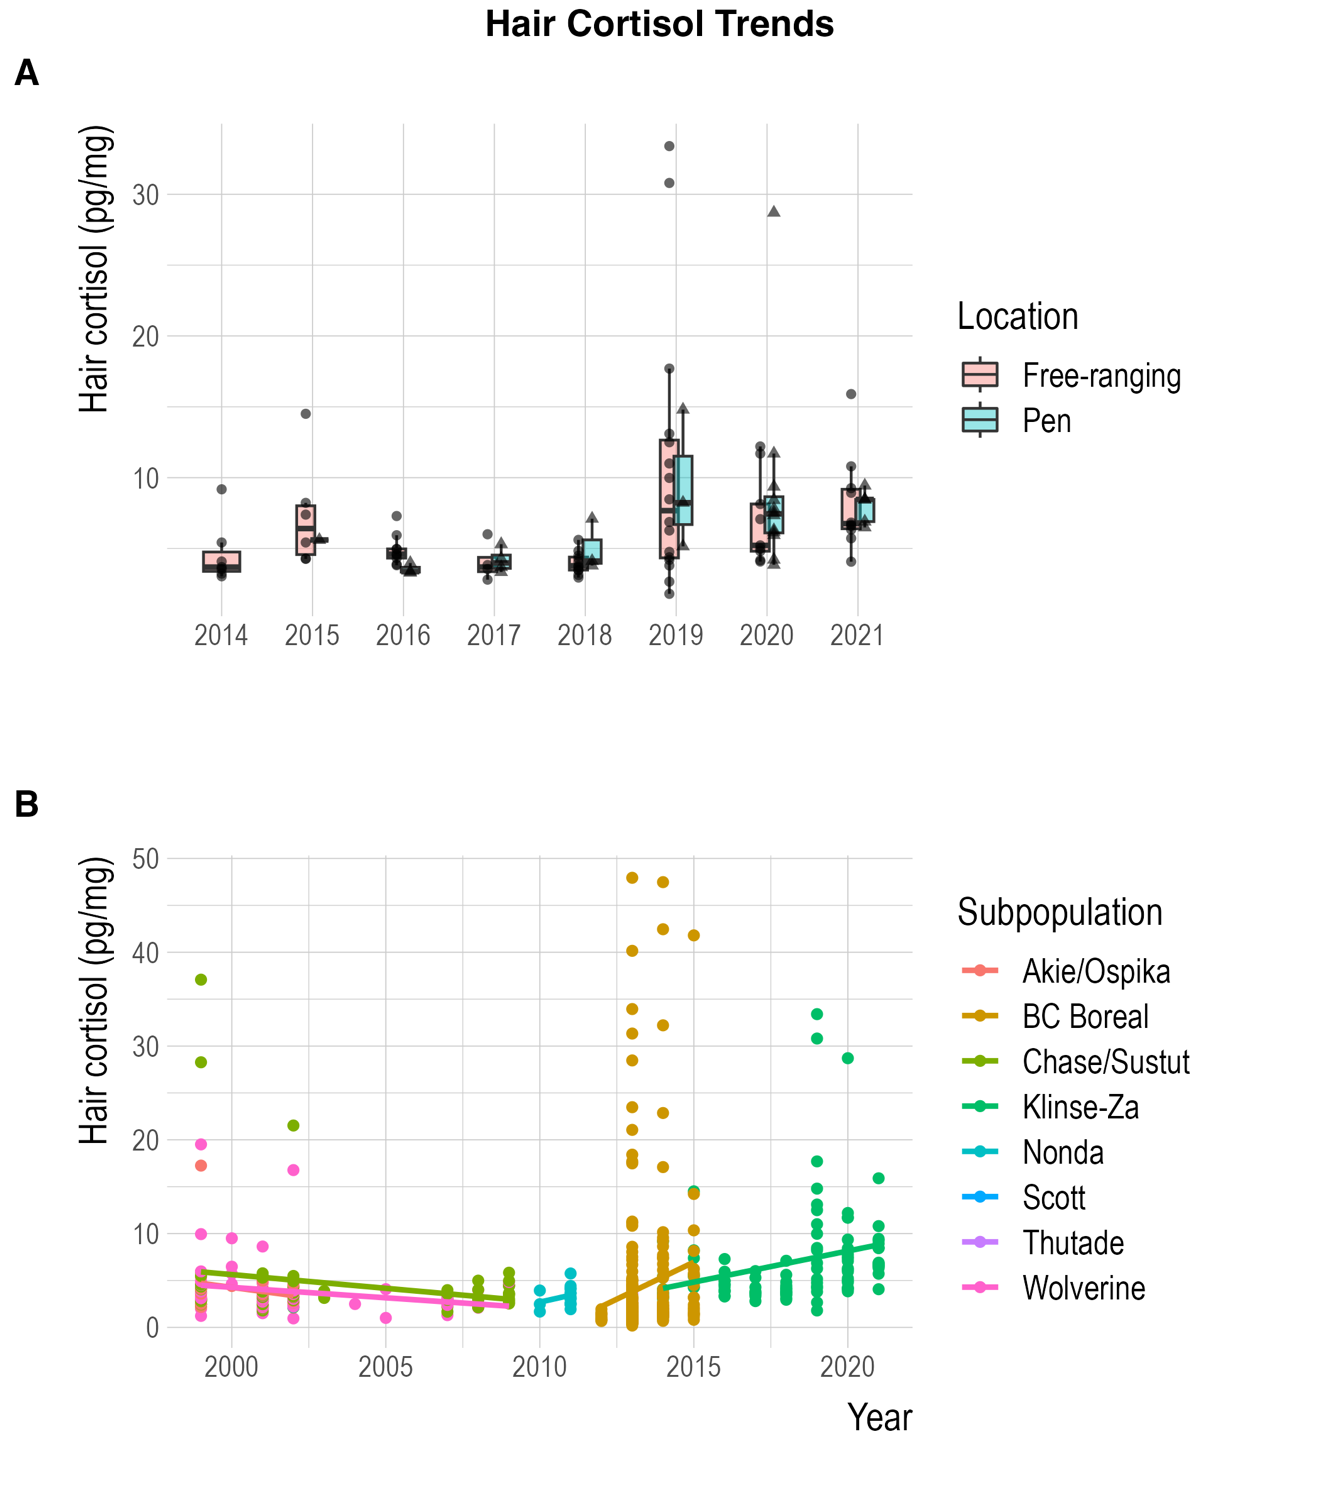 Hair Cortisol Trends
A
Hair cortisol (pg/mg)
30
20
10
2014 2015 2016 2017 2018 2019 2020 2021
Location
Free-ranging
Pen
B
Hair cortisol (pg/mg)
50
40
30
20
10
0
2000 2005 2010 2015 2020
Year
Subpopulation
Akie/Ospika
BC Boreal
Chase/Sustut
Klinse-Za
Nonda
Scott
Thutade
Wolverine